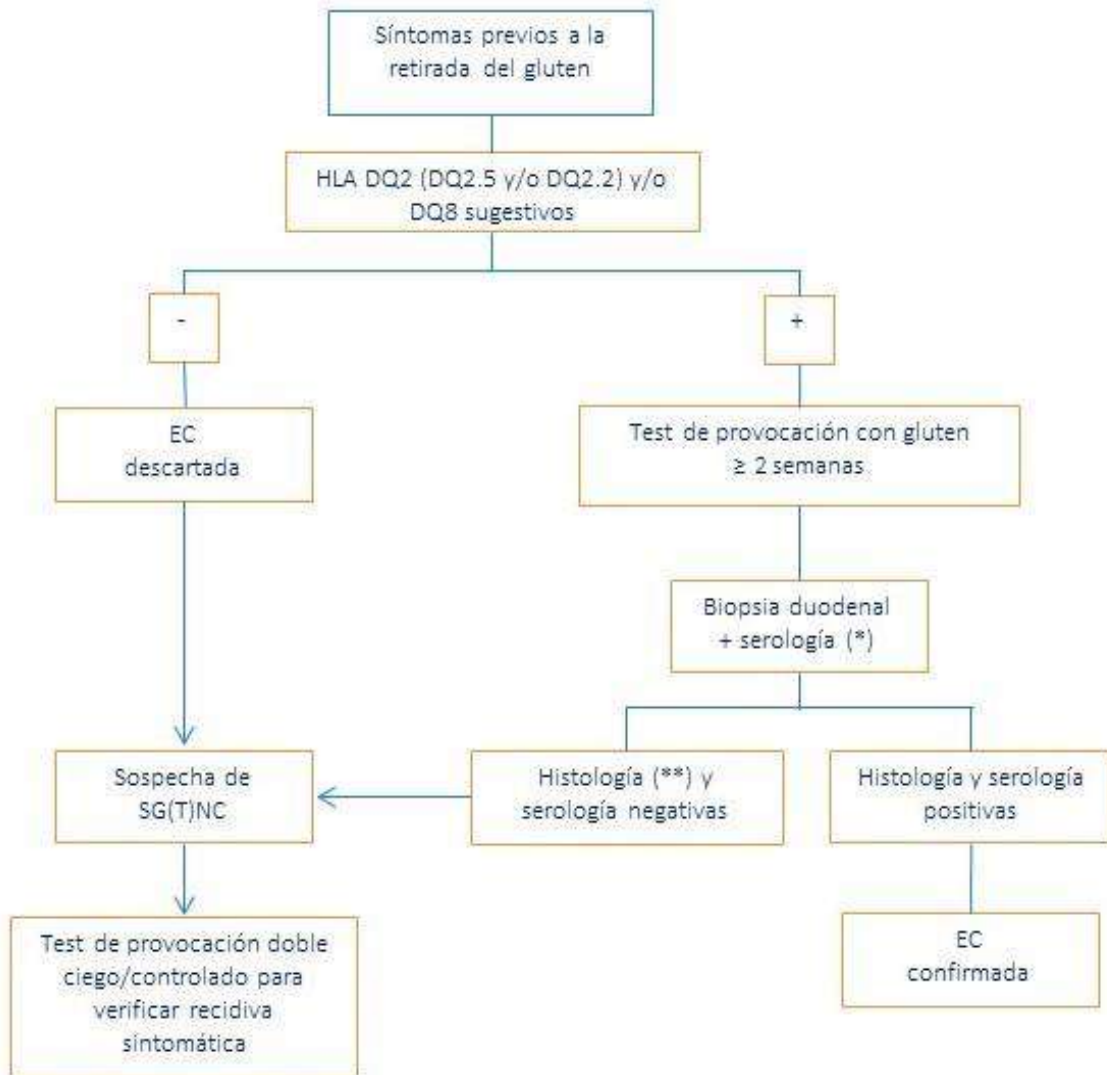 Síntomas previos a la
retirada del gluten
HLA DQ2 (DQ2.5 y/o DQ2.2) y/o
DQ8 sugestivos
-
+
EC
descartada
Test de provocación con gluten
≥ 2 semanas
Biopsia duodenal
+ serología (*)
Sospecha de
SG(T)NC
Histología (**) y
serología negativas
Histología y serología
positivas
Test de provocación doble
ciego/controlado para
verificar recidiva
sintomática
EC
confirmada